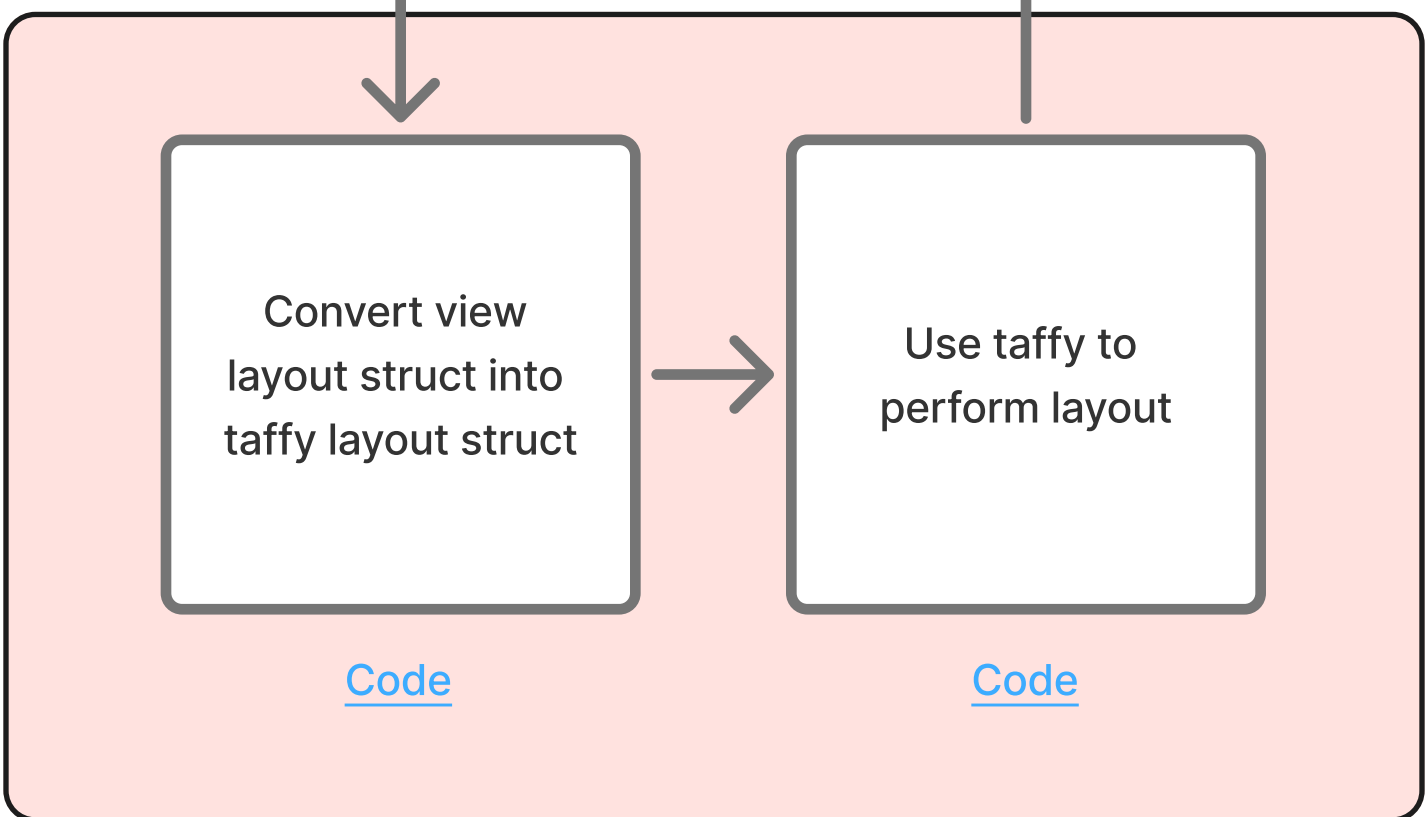 Convert view
layout struct into
taffy layout struct
Use taffy to
perform layout
Code
Code